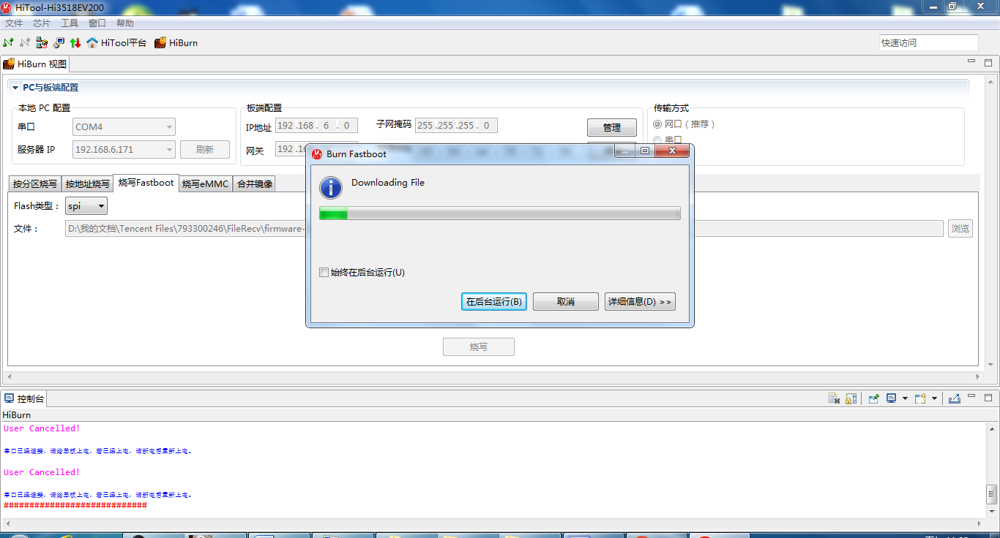 HiTool-Hi3518EV200
文件 芯片 工具 窗口 帮助
HiTool平台 HiBurn 快速访问
HiBurn 视图
PC与板端配置
本地 PC 配置 板端配置 传输方式
串口 COM4 IP地址 192 .168 . 6 . 0 子网掩码 255 .255 .255 . 0 管理 网口（推荐）
服务器 IP 192.168.6.171 刷新 网关 192 串口
按分区烧写 按地址烧写 烧写Fastboot 烧写eMMC 合并镜像
Flash类型： spi
文件： D:\我的文档\Tencent Files\793300246\FileRecv\firmware- 浏览
Burn Fastboot
Downloading File
始终在后台运行(U)
在后台运行(B) 取消 详细信息(D) >>
烧写
控制台
HiBurn
User Cancelled!
串口已经连接，请给单板上电，若已经上电，请断电后重新上电。
User Cancelled!
串口已经连接，请给单板上电，若已经上电，请断电后重新上电。
############################